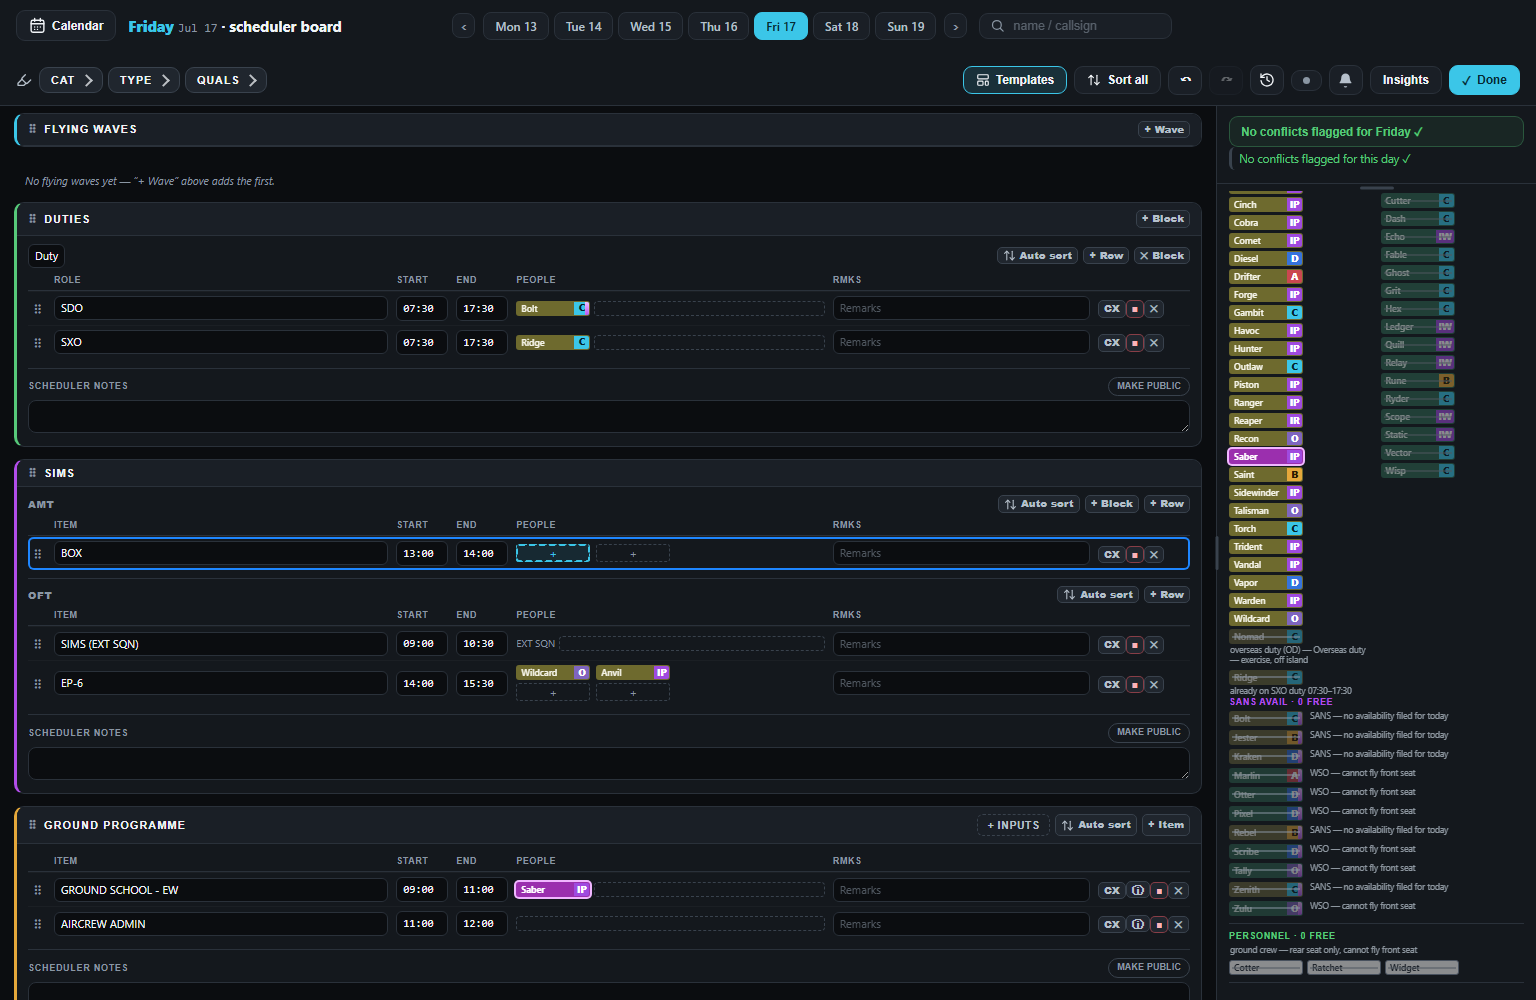 Calendar
Friday Jul 17 · scheduler board
‹ Mon 13 Tue 14 Wed 15 Thu 16 Fri 17 Sat 18 Sun 19 ›
name / callsign
CAT TYPE QUALS
Templates Sort all Insights ✓ Done
FLYING WAVES
+ Wave
No flying waves yet — "+ Wave" above adds the first.
DUTIES
+ Block
Duty
Auto sort + Row ✕ Block
ROLE START END PEOPLE RMKS
SDO 07:30 17:30 Bolt C Remarks CX
SXO 07:30 17:30 Ridge C Remarks CX
SCHEDULER NOTES
MAKE PUBLIC
SIMS
AMT
Auto sort + Block + Row
ITEM START END PEOPLE RMKS
BOX 13:00 14:00 + + Remarks CX
OFT
Auto sort + Row
ITEM START END PEOPLE RMKS
SIMS (EXT SQN) 09:00 10:30 EXT SQN Remarks CX
EP-6 14:00 15:30 Wildcard O Anvil IP Remarks CX
+ +
SCHEDULER NOTES
MAKE PUBLIC
GROUND PROGRAMME
+ INPUTS Auto sort + Item
ITEM START END PEOPLE RMKS
GROUND SCHOOL - EW 09:00 11:00 Saber IP Remarks CX
AIRCREW ADMIN 11:00 12:00 Remarks CX
SCHEDULER NOTES
MAKE PUBLIC
No conflicts flagged for Friday ✓
No conflicts flagged for this day ✓
Cinch IP
Cobra IP
Comet IP
Diesel D
Drifter A
Forge IP
Gambit C
Havoc IP
Hunter IP
Outlaw C
Piston IP
Ranger IP
Reaper IR
Recon O
Saber IP
Saint B
Sidewinder IP
Talisman O
Torch C
Trident IP
Vandal IP
Vapor D
Warden IP
Wildcard O
Nomad C
overseas duty (OD) — Overseas duty
— exercise, off island
Ridge C
already on SXO duty 07:30–17:30
Cutter C
Dash C
Echo IW
Fable C
Ghost C
Grit C
Hex C
Ledger IW
Quill IW
Relay IW
Rune B
Ryder C
Scope IW
Static IW
Vector C
Wisp C
SANS AVAIL · 0 FREE
Bolt C SANS — no availability filed for today
Jester B SANS — no availability filed for today
Kraken D SANS — no availability filed for today
Marlin A WSO — cannot fly front seat
Otter D WSO — cannot fly front seat
Pixel D WSO — cannot fly front seat
Rebel B SANS — no availability filed for today
Scribe D WSO — cannot fly front seat
Tally O WSO — cannot fly front seat
Zenith C SANS — no availability filed for today
Zulu O WSO — cannot fly front seat
PERSONNEL · 0 FREE
ground crew — rear seat only, cannot fly front seat
Cotter Ratchet Widget